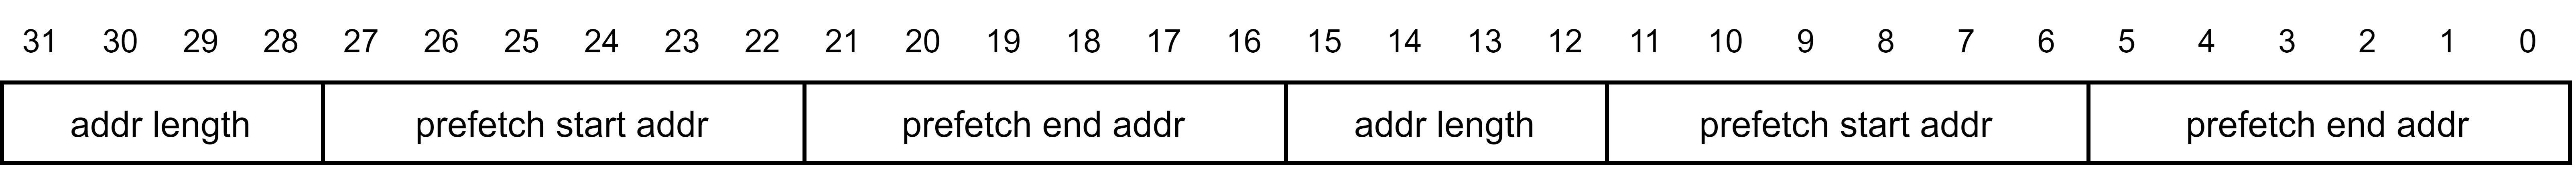 31 30 29 28 27 26 25 24 23 22 21 20 19 18 17 16 15 14 13 12 11 10 9 8 7 6 5 4 3 2 1 0
addr length prefetch start addr prefetch end addr addr length prefetch start addr prefetch end addr